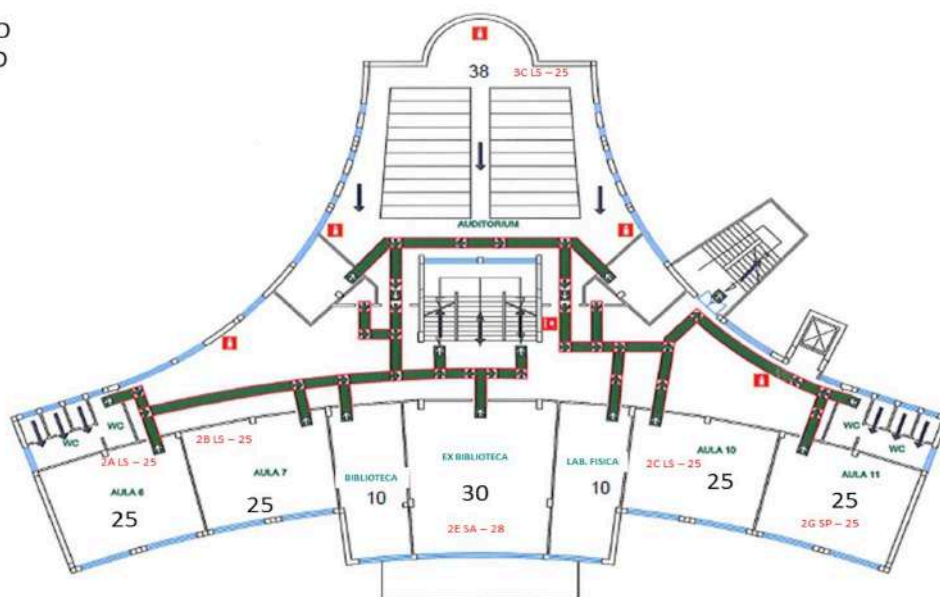 O
O
38 3C LS – 25
AUDITORIUM
WC WC
WC WC
2A LS – 25 2B LS – 25 2C LS – 25
AULA 6 AULA 7 BIBLIOTECA EX BIBLIOTECA LAB. FISICA AULA 10 AULA 11
25 25 10 30 10 25 25
2E SA – 28 2G SP – 25